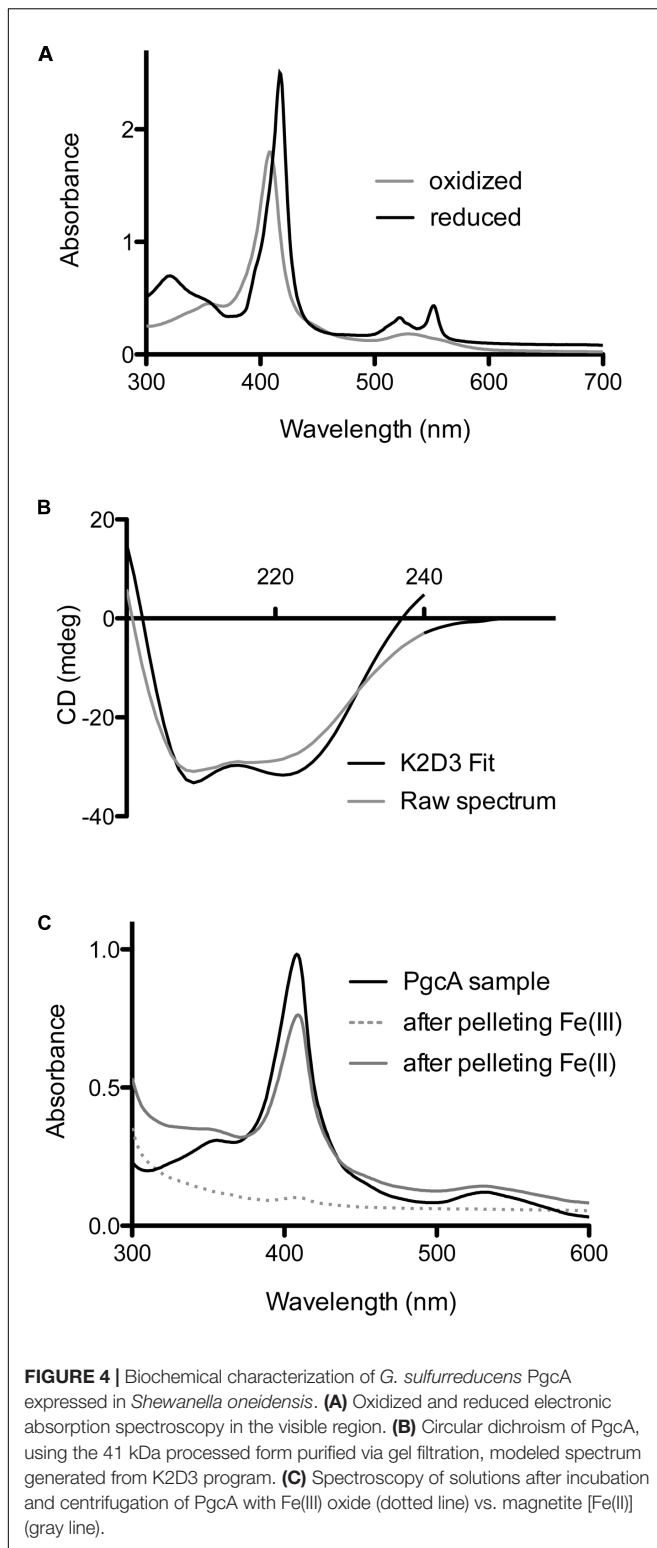 A
2
1
0
Absorbance
oxidized
reduced
300 400 500 600 700
Wavelength (nm)
B
20
0
-20
-40
CD (mdeg)
220 240
K2D3 Fit
Raw spectrum
C
1.0
0.5
0.0
Absorbance
PgcA sample
after pelleting Fe(III)
after pelleting Fe(II)
300 400 500 600
Wavelength (nm)
FIGURE 4 | Biochemical characterization of G. sulfurreducens PgcA
expressed in Shewanella oneidensis. (A) Oxidized and reduced electronic
absorption spectroscopy in the visible region. (B) Circular dichroism of PgcA,
using the 41 kDa processed form purified via gel filtration, modeled spectrum
generated from K2D3 program. (C) Spectroscopy of solutions after incubation
and centrifugation of PgcA with Fe(III) oxide (dotted line) vs. magnetite [Fe(II)]
(gray line).